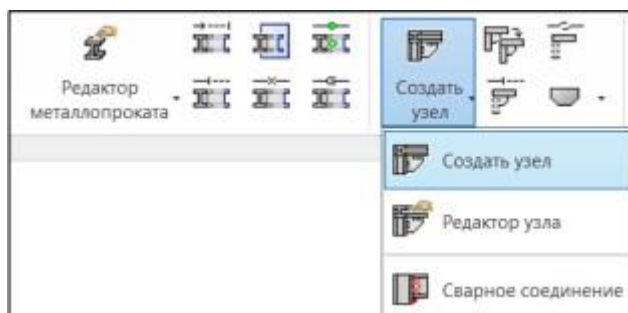 Редактор
металлопроката
Создать
узел
Создать узел
Редактор узла
Сварное соединение